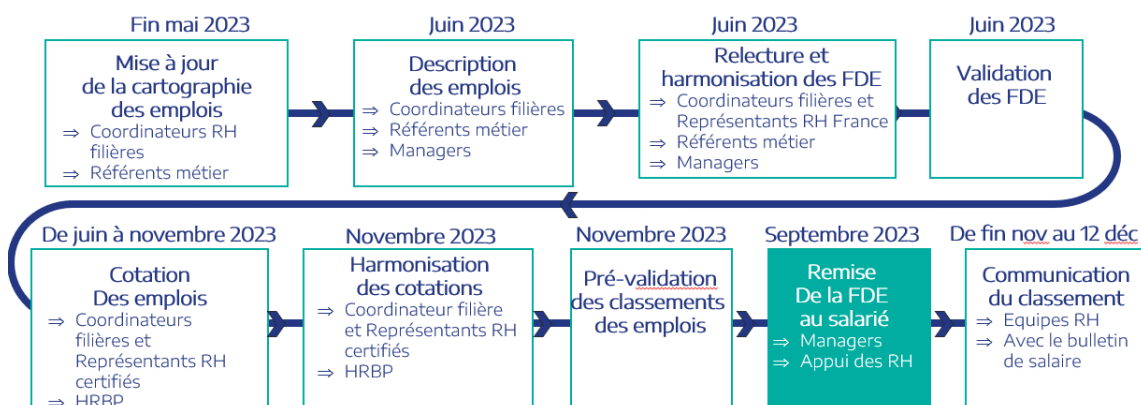 Fin mai 2023
Mise à jour
de la cartographie
des emplois
⇒ Coordinateurs RH
filières
⇒ Référents métier
Juin 2023
Description
des emplois
⇒ Coordinateurs filières
⇒ Référents métier
⇒ Managers
Juin 2023
Relecture et
harmonisation des FDE
⇒ Coordinateurs filières et
Représentants RH France
⇒ Référents métier
⇒ Managers
Juin 2023
Validation
des FDE
De juin à novembre 2023
Cotation
Des emplois
⇒ Coordinateurs
filières et
Représentants RH
certifiés
⇒ HRBP
Novembre 2023
Harmonisation
des cotations
⇒ Coordinateur filière
et Représentants RH
certifiés
⇒ HRBP
Novembre 2023
Pré-validation
des classements
des emplois
Septembre 2023
Remise
De la FDE
au salarié
⇒ Managers
⇒ Appui des RH
De fin nov au 12 déc
Communication
du classement
⇒ Equipes RH
⇒ Avec le bulletin
de salaire